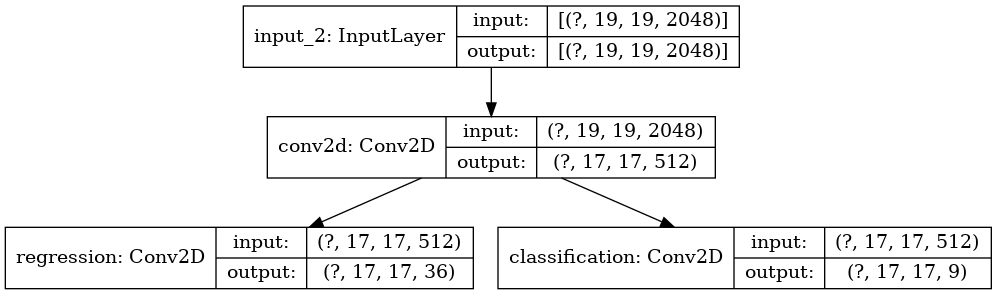 input_2: InputLayer
input:
[(?, 19, 19, 2048)]
output:
[(?, 19, 19, 2048)]
conv2d: Conv2D
input:
(?, 19, 19, 2048)
output:
(?, 17, 17, 512)
regression: Conv2D
input:
(?, 17, 17, 512)
output:
(?, 17, 17, 36)
classification: Conv2D
input:
(?, 17, 17, 512)
output:
(?, 17, 17, 9)